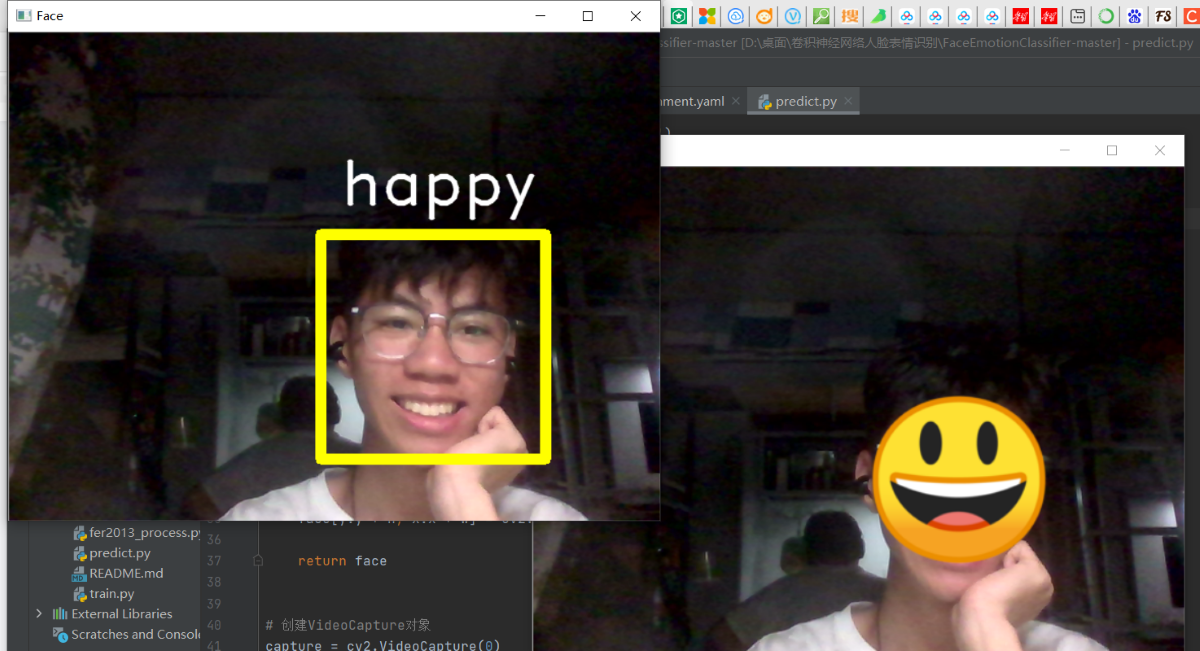 Face
ssifier-master [D:\桌面\卷积神经网络人脸表情识别\FaceEmotionClassifier-master] - predict.py
nment.yaml
predict.py
happy
搜
FS
fer2013_process.py
predict.py
README.md
train.py
External Libraries
Scratches and Consol
36
37 return face
38
39
40 # 创建VideoCapture对象
41 capture = cv2.VideoCapture(0)